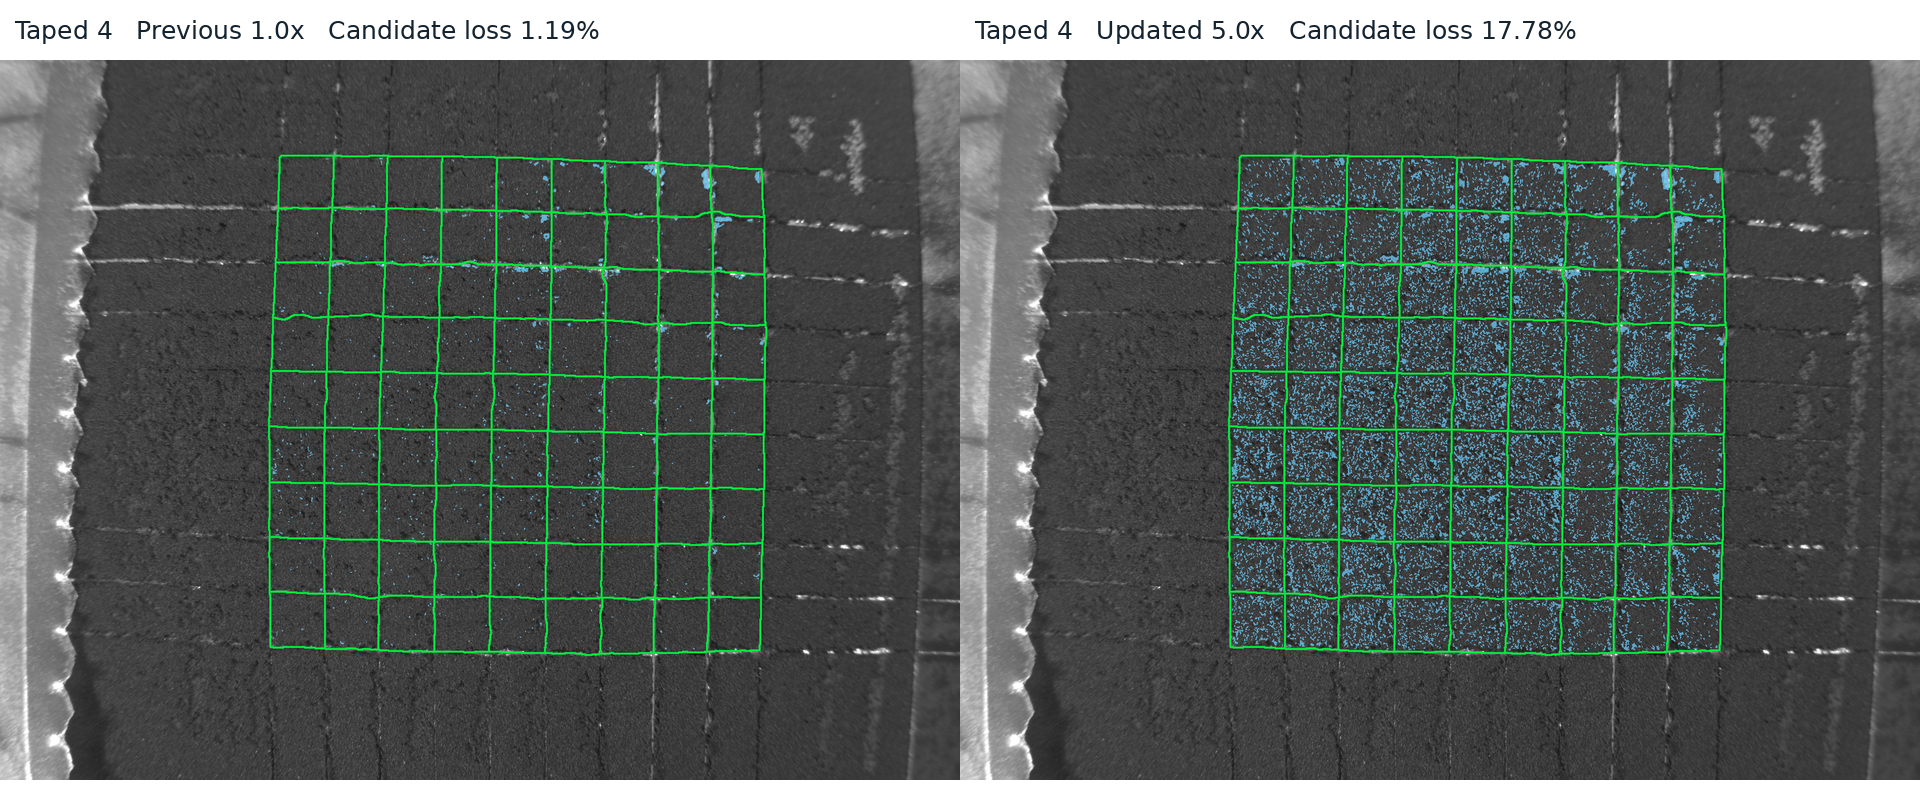 Taped 4 Previous 1.0x Candidate loss 1.19%
Taped 4 Updated 5.0x Candidate loss 17.78%